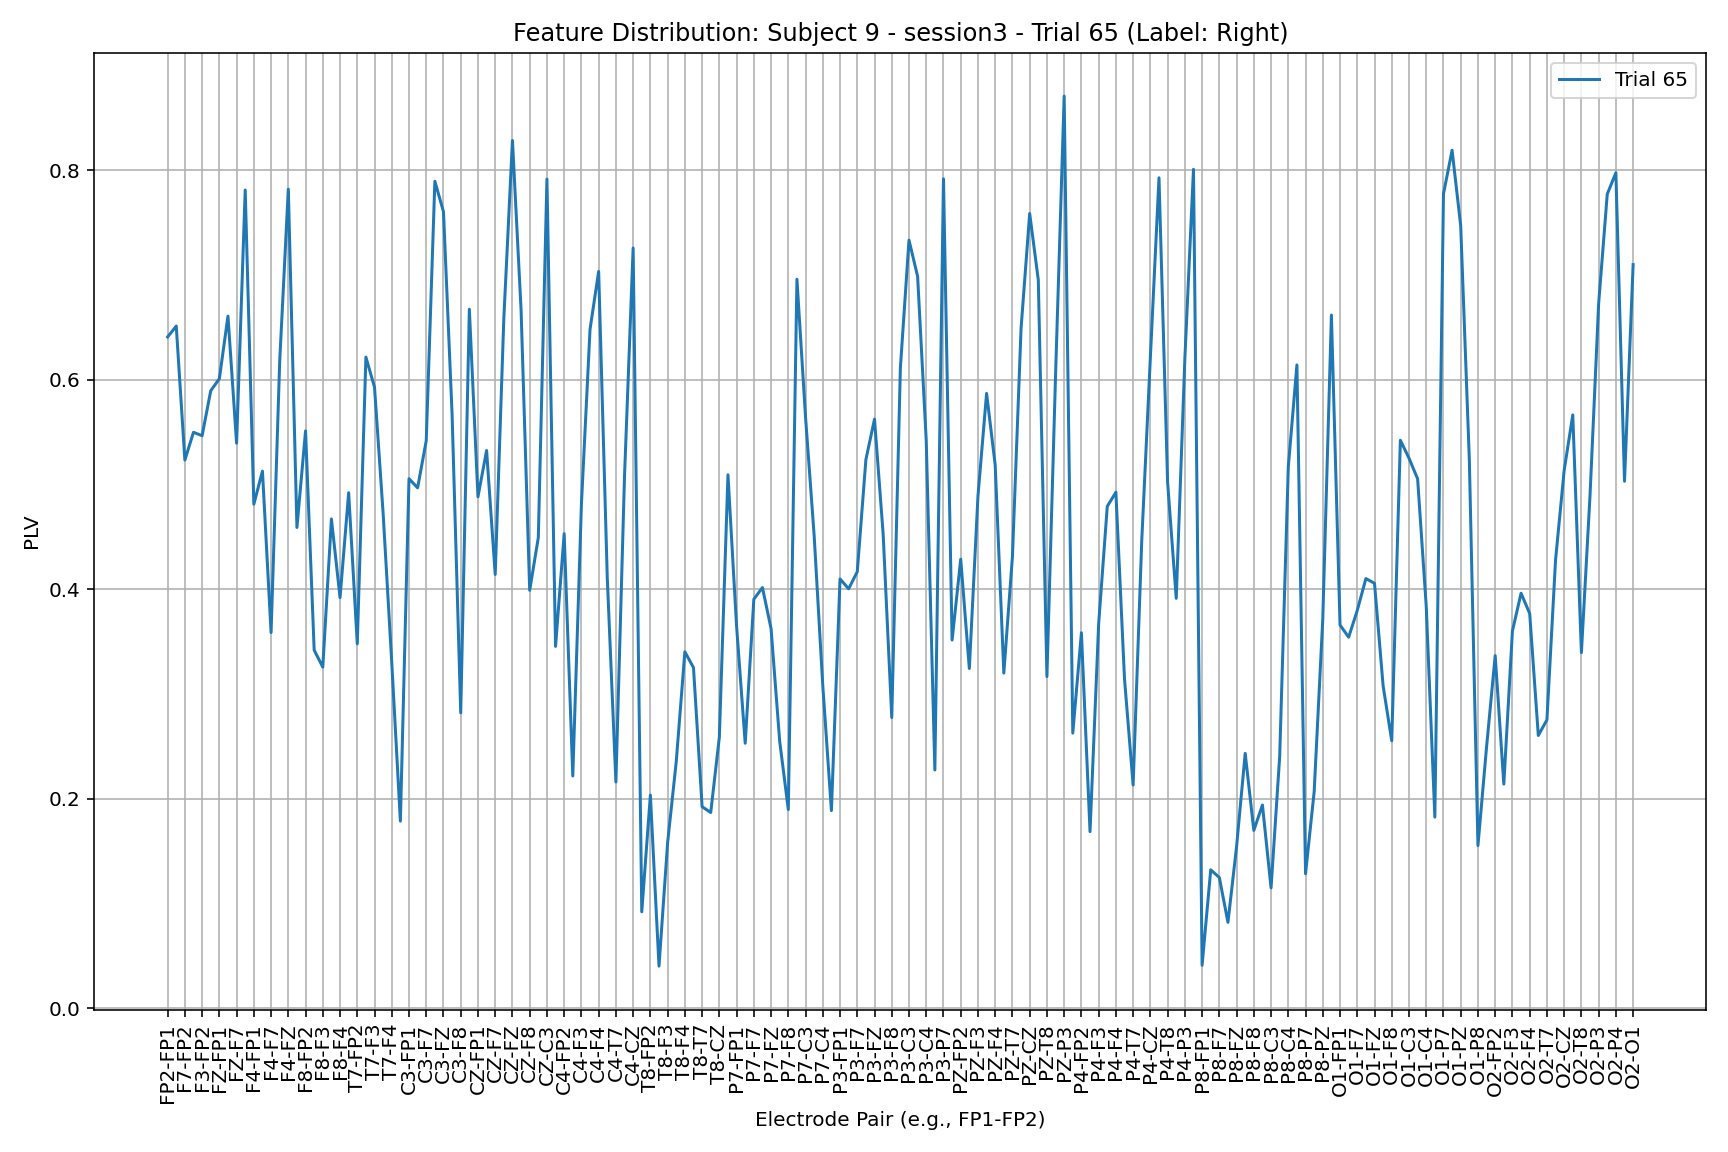 Feature Distribution: Subject 9 - session3 - Trial 65 (Label: Right)
Trial 65
PLV
0.8
0.6
0.4
0.2
0.0
FP2-FP1
F7-FP2
F3-FP2
FZ-FP1
FZ-F7
F4-FP1
F4-F7
F4-FZ
F8-FP2
F8-F3
F8-F4
T7-FP2
T7-F3
T7-F4
C3-FP1
C3-F7
C3-FZ
C3-F8
CZ-FP1
CZ-F7
CZ-FZ
CZ-F8
CZ-C3
C4-FP2
C4-F3
C4-F4
C4-T7
C4-CZ
T8-FP2
T8-F3
T8-F4
T8-T7
T8-CZ
P7-FP1
P7-F7
P7-FZ
P7-F8
P7-C3
P7-C4
P3-FP1
P3-F7
P3-FZ
P3-F8
P3-C3
P3-C4
P3-P7
PZ-FP2
PZ-F3
PZ-F4
PZ-T7
PZ-CZ
PZ-T8
PZ-P3
P4-FP2
P4-F3
P4-F4
P4-T7
P4-CZ
P4-T8
P4-P3
P8-FP1
P8-F7
P8-FZ
P8-F8
P8-C3
P8-C4
P8-P7
P8-PZ
O1-FP1
O1-F7
O1-FZ
O1-F8
O1-C3
O1-C4
O1-P7
O1-PZ
O1-P8
O2-FP2
O2-F3
O2-F4
O2-T7
O2-CZ
O2-T8
O2-P3
O2-P4
O2-O1
Electrode Pair (e.g., FP1-FP2)